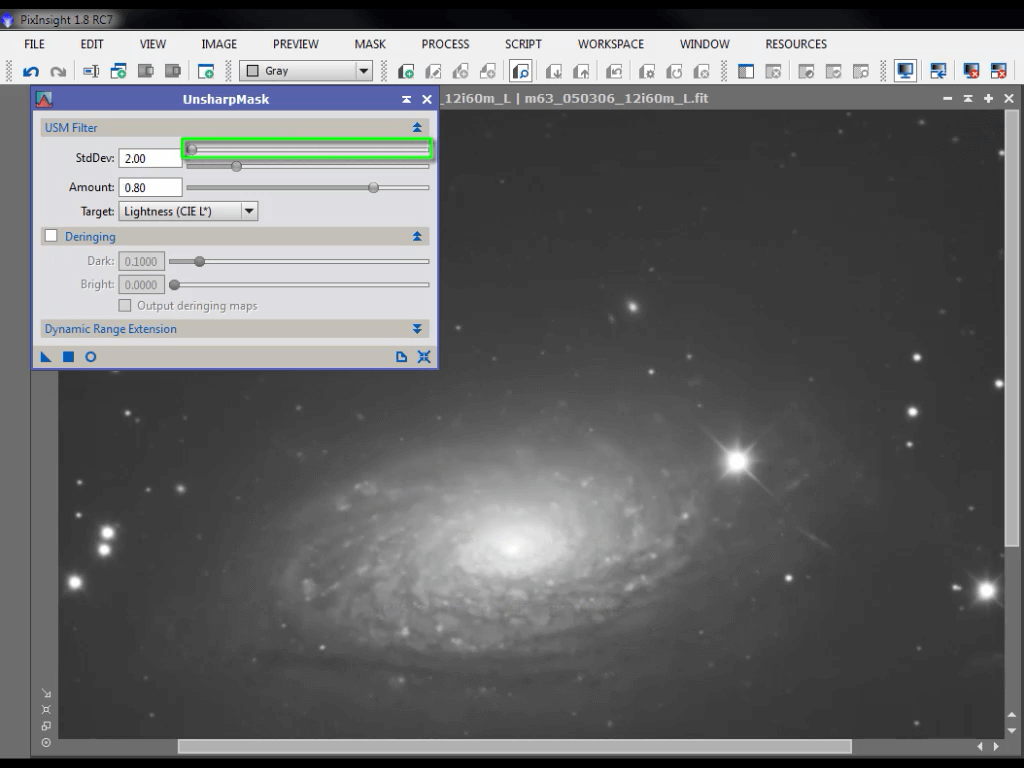 PixInsight 1.8 RC7
FILE EDIT VIEW IMAGE PREVIEW MASK PROCESS SCRIPT WORKSPACE WINDOW RESOURCES
Gray
UnsharpMask
_12i60m_L | m63_050306_12i60m_L.fit
USM Filter
StdDev: 2.00
Amount: 0.80
Target: Lightness (CIE L*)
Deringing
Dark: 0.1000
Bright: 0.0000
Output deringing maps
Dynamic Range Extension